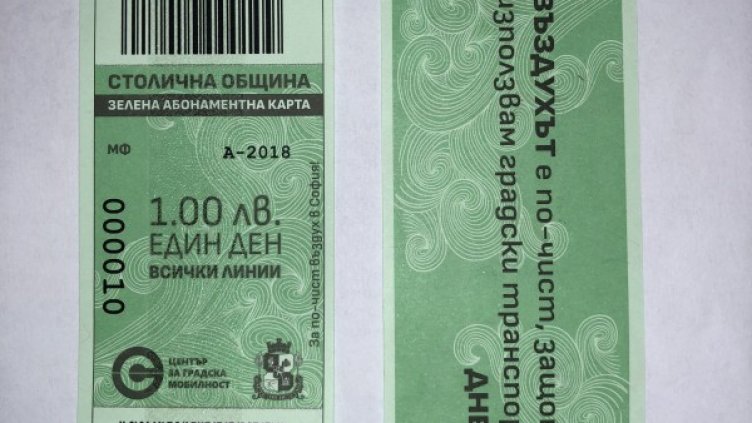 СТОЛИЧНА ОБЩИНА
ЗЕЛЕНА АБОНАМЕНТНА КАРТА
МФ
А-2018
000010
1.00 лв.
ЕДИН ДЕН
ВСИЧКИ ЛИНИИ
За по-чист въздух в София!
ЦЕНТЪР
ЗА ГРАДСКА
МОБИЛНОСТ
ВЪЗДУХЪТ е по-чист, защо
използвам градски транспор
ДНЕ